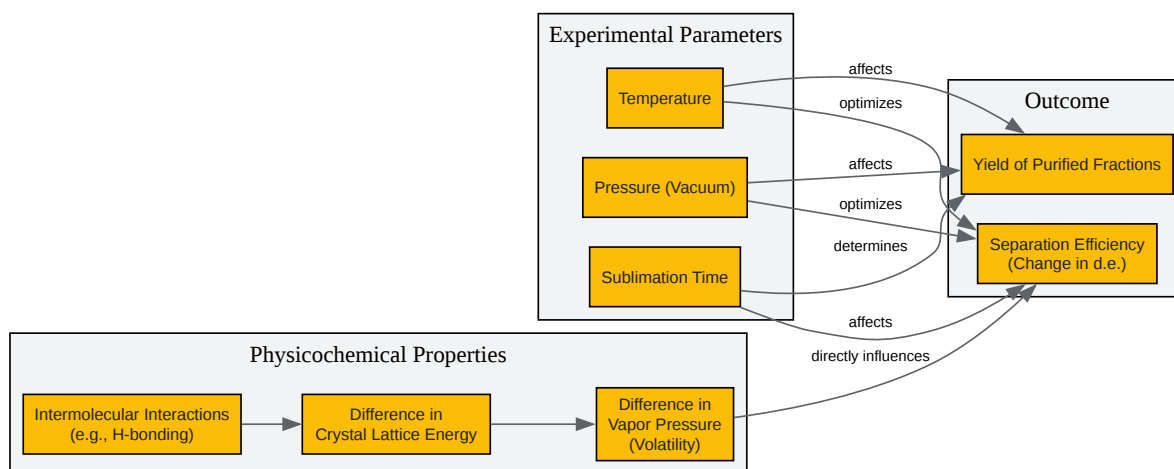 Experimental Parameters
Temperature
Pressure (Vacuum)
Sublimation Time
affects
optimizes
affects
optimizes
determines
affects
directly influences
Outcome
Yield of Purified Fractions
Separation Efficiency
(Change in d.e.)
Physicochemical Properties
Intermolecular Interactions
(e.g., H-bonding)
Difference in
Crystal Lattice Energy
Difference in
Vapor Pressure
(Volatility)